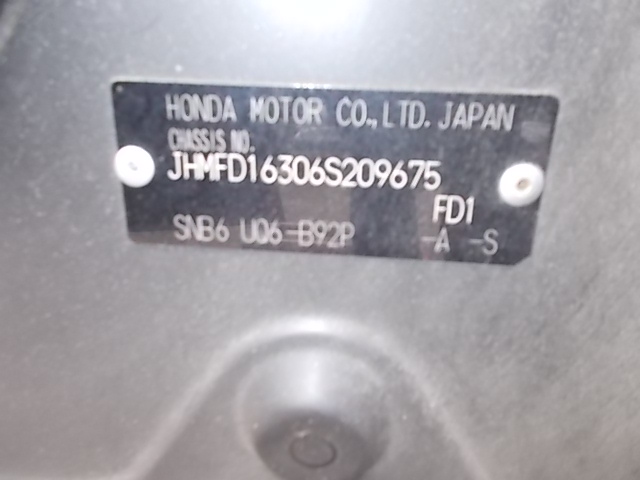 HONDA MOTOR CO.,LTD. JAPAN
CHASSIS NO.
JHMFD16306S209675
FD1
SNB6 U06-B92P -A -S